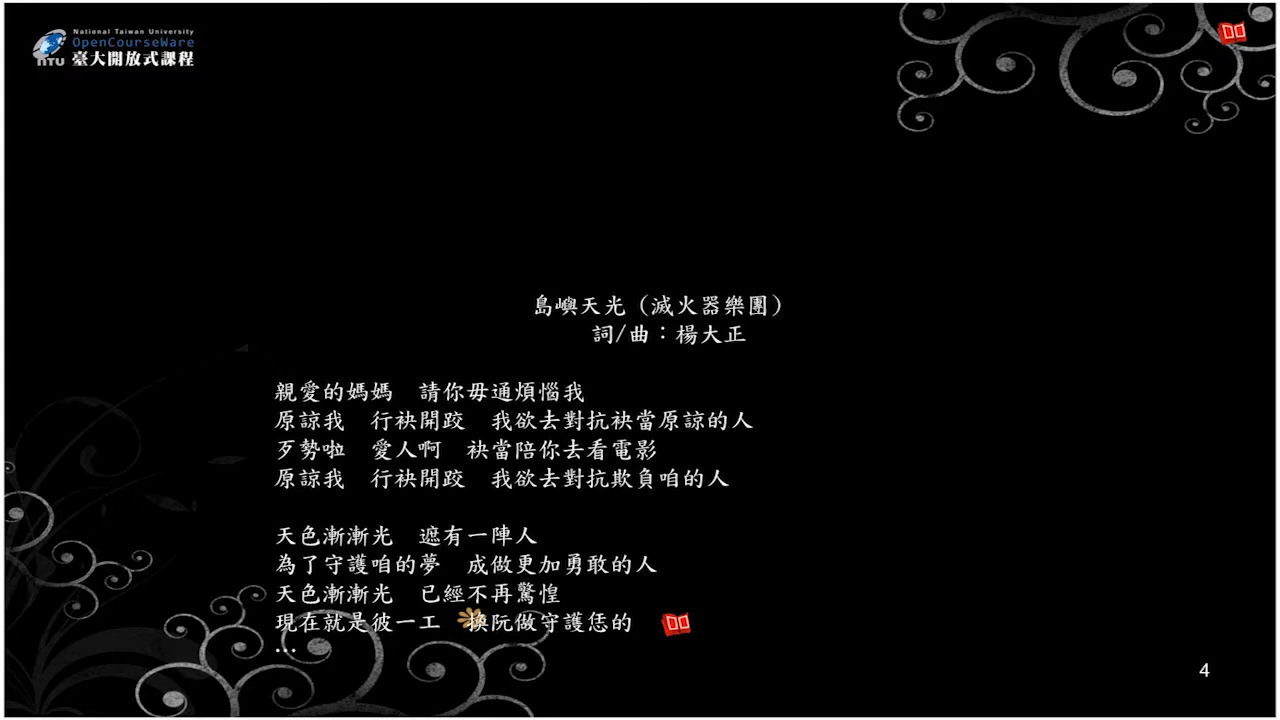 National Taiwan University
OpenCourseWare
NTU 臺大開放式課程
島嶼天光（滅火器樂團）
詞/曲：楊大正
親愛的媽媽　請你毋通煩惱我
原諒我　行袂開跤　我欲去對抗袂當原諒的人
歹勢啦　愛人啊　袂當陪你去看電影
原諒我　行袂開跤　我欲去對抗欺負咱的人
天色漸漸光　遮有一陣人
為了守護咱的夢　成做更加勇敢的人
天色漸漸光　已經不再驚惶
現在就是彼一工　換阮做守護恁的
…
4